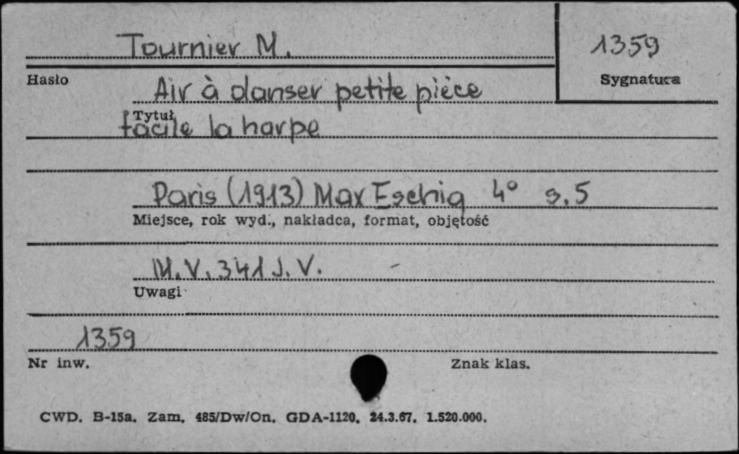 Tournier M.
1359
Hasło
Sygnatura
Air à danser petite pièce
Tytuł
facile la harpe
Paris (1913) Max Eschig 4° s. 5
Miejsce, rok wyd., nakładca, format, objętość
M.V. 341 J.V.
Uwagi
1359
Nr inw.
Znak klas.
CWD. B-15a. Zam. 485/Dw/On. GDA-1120. 24.3.67. 1.520.000.